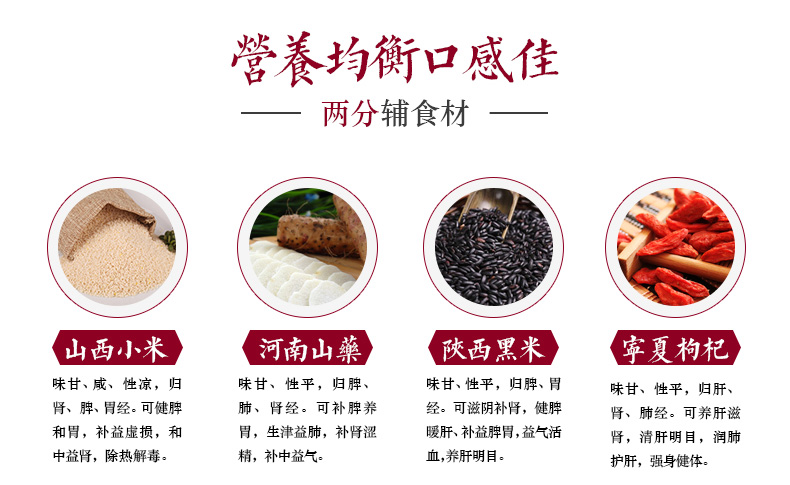 營養均衡口感佳
两分辅食材
山西小米
味甘、咸、性凉，归
肾、脾、胃经。可健脾
和胃，补益虚损，和
中益肾，除热解毒。
河南山藥
味甘、性平，归脾、
肺、肾经。可补脾养
胃，生津益肺，补肾涩
精，补中益气。
陝西黑米
味甘、性平，归脾、胃
经。可滋阴补肾，健脾
暖肝、补益脾胃，益气活
血，养肝明目。
寧夏枸杞
味甘、性平，归肝、
肾、肺经。可养肝滋
肾，清肝明目，润肺
护肝，强身健体。